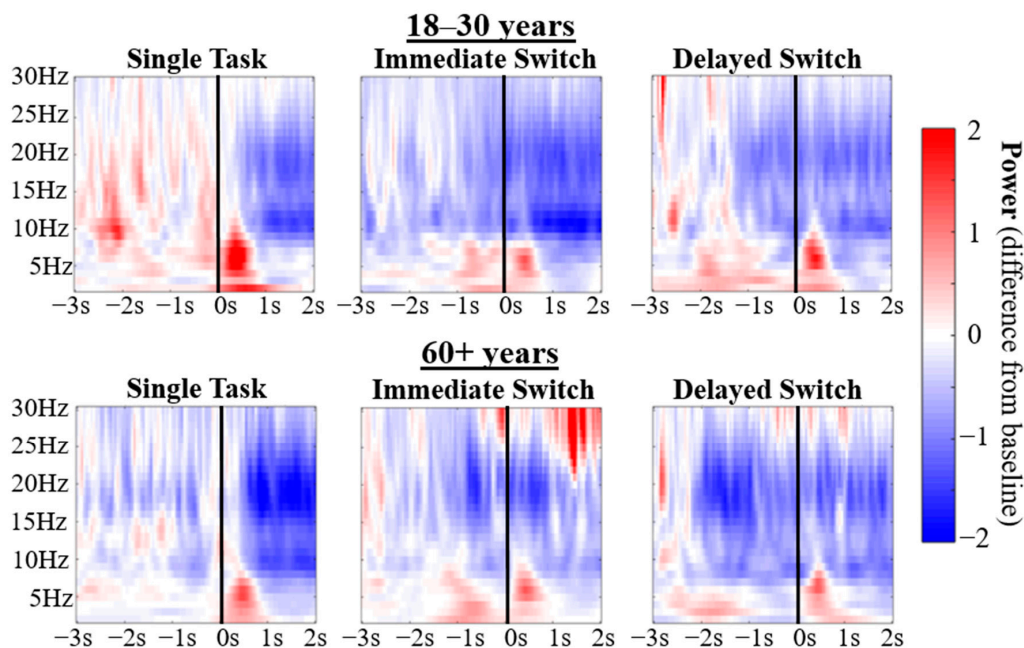 18–30 years
Single Task Immediate Switch Delayed Switch
30Hz
25Hz
20Hz
15Hz
10Hz
5Hz
−3s −2s −1s 0s 1s 2s −3s −2s −1s 0s 1s 2s −3s −2s −1s 0s 1s 2s
60+ years
Single Task Immediate Switch Delayed Switch
30Hz
25Hz
20Hz
15Hz
10Hz
5Hz
−3s −2s −1s 0s 1s 2s −3s −2s −1s 0s 1s 2s −3s −2s −1s 0s 1s 2s
2
1
0
−1
−2
Power (difference from baseline)